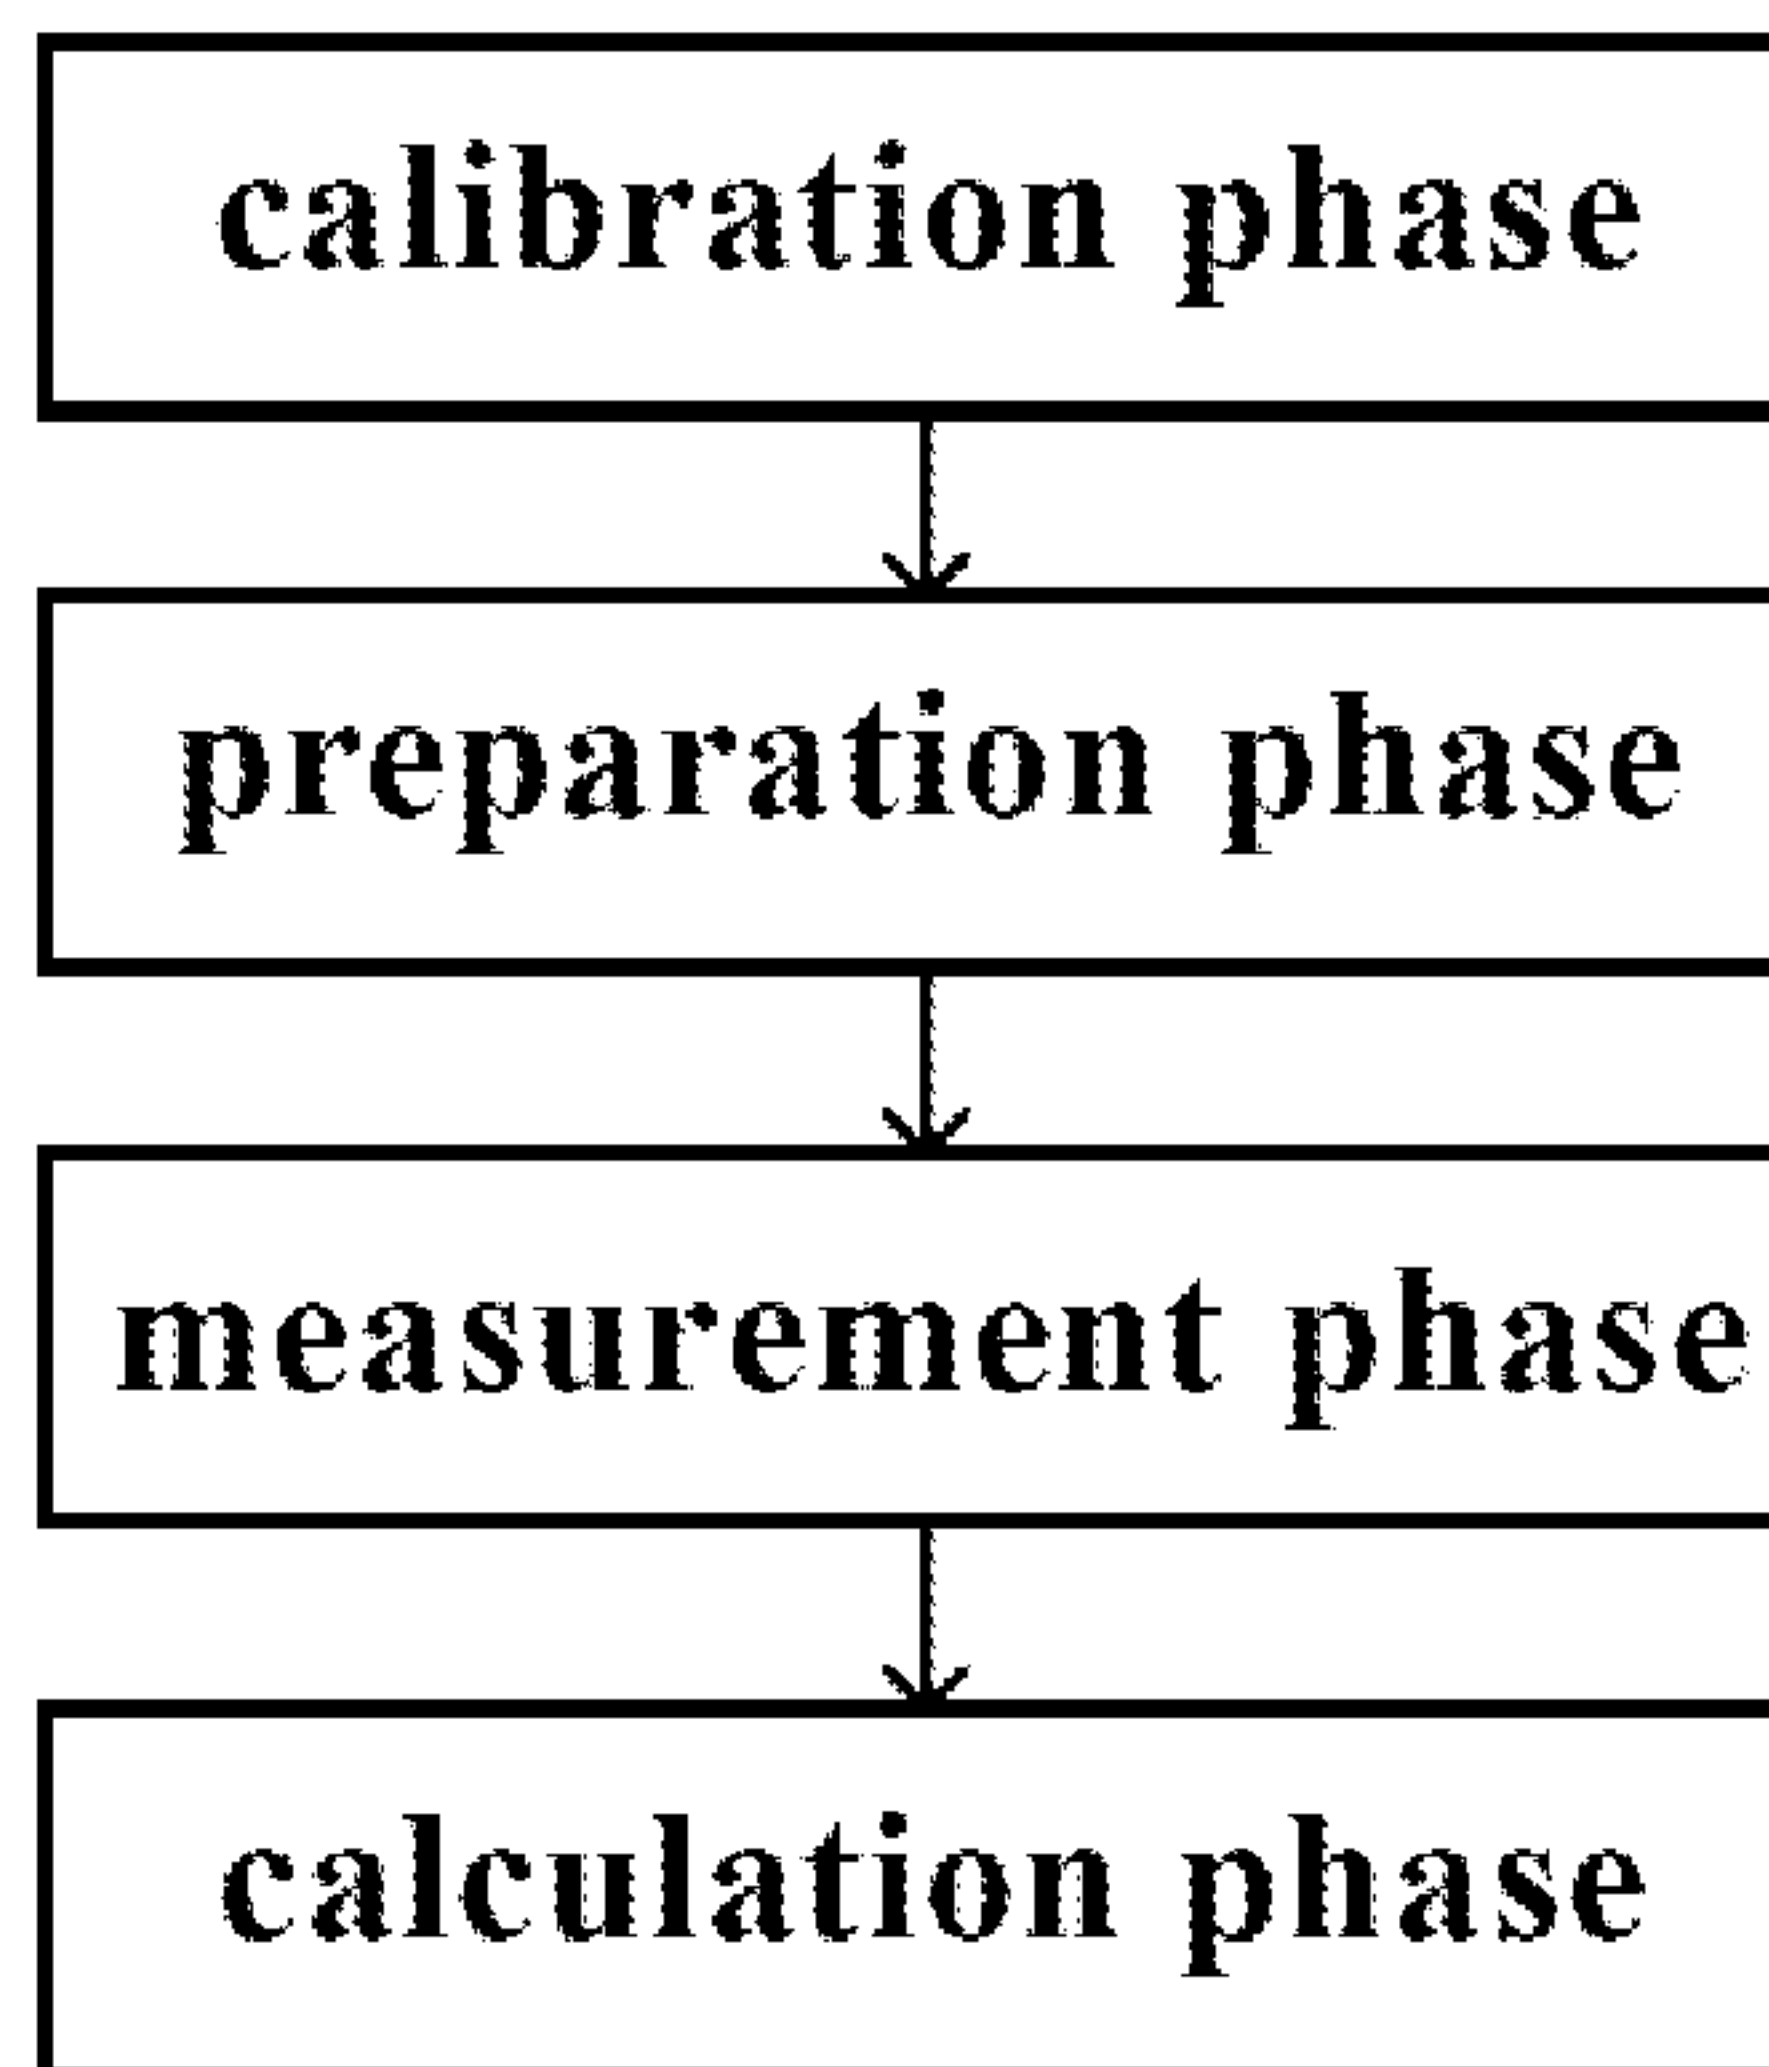 calibration phase
preparation phase
measurement phase
calculation phase